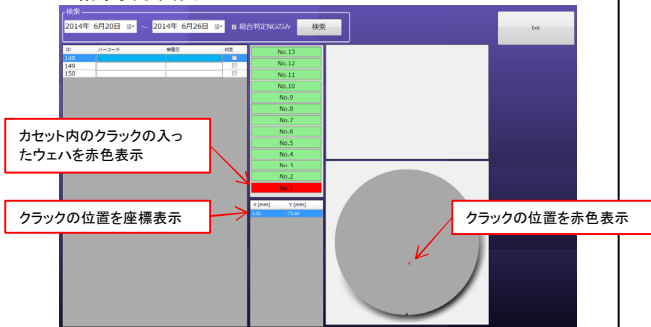 検索
2014年 6月20日 ～ 2014年 6月26日 総合判定NGのみ 検索
Exit
ID バーコード 検査日 判定
148
149
150
No.13
No.12
No.11
No.10
No.9
No.8
No.7
No.6
No.5
No.4
No.3
No.2
No.1
カセット内のクラックの入っ
たウェハを赤色表示
X [mm] Y [mm]
クラックの位置を座標表示
クラックの位置を赤色表示